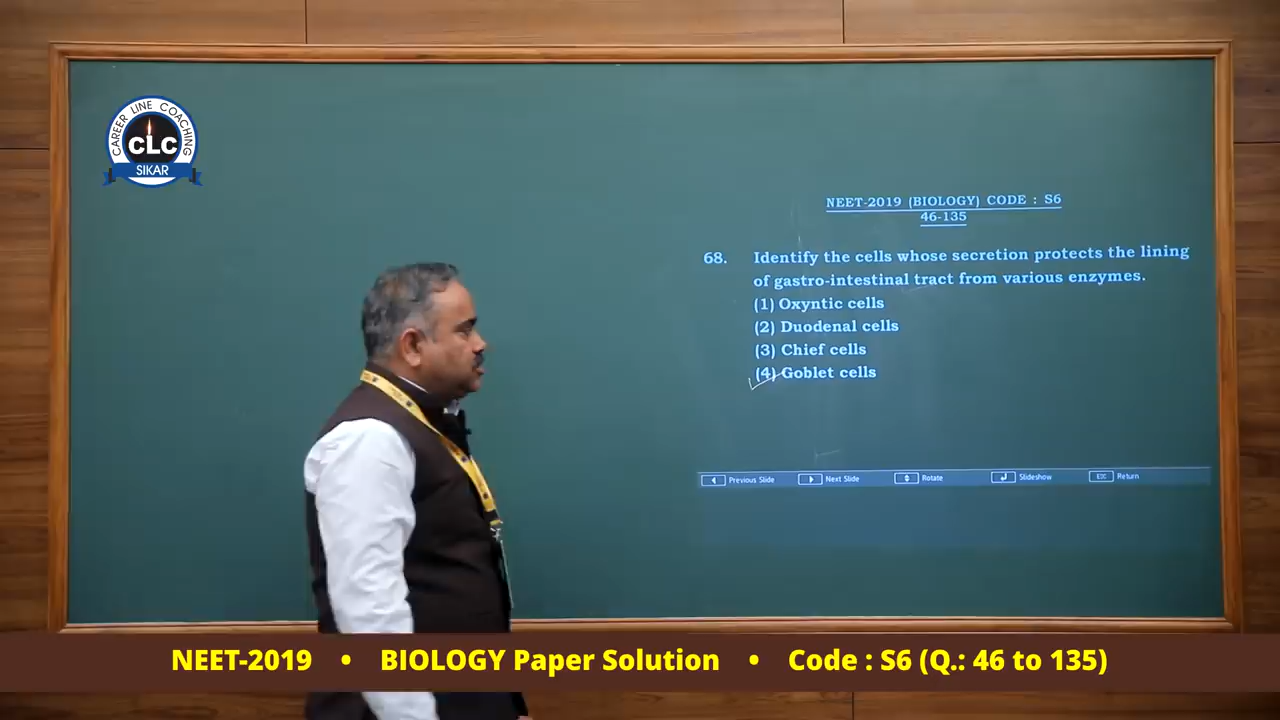 CAREER LINE COACHING
CLC
SIKAR
NEET-2019 (BIOLOGY) CODE : S6
46-135
68. Identify the cells whose secretion protects the lining
of gastro-intestinal tract from various enzymes.
(1) Oxyntic cells
(2) Duodenal cells
(3) Chief cells
(4) Goblet cells
Previous Slide Next Slide Rotate Slideshow ESC Return
NEET-2019 • BIOLOGY Paper Solution • Code : S6 (Q.: 46 to 135)